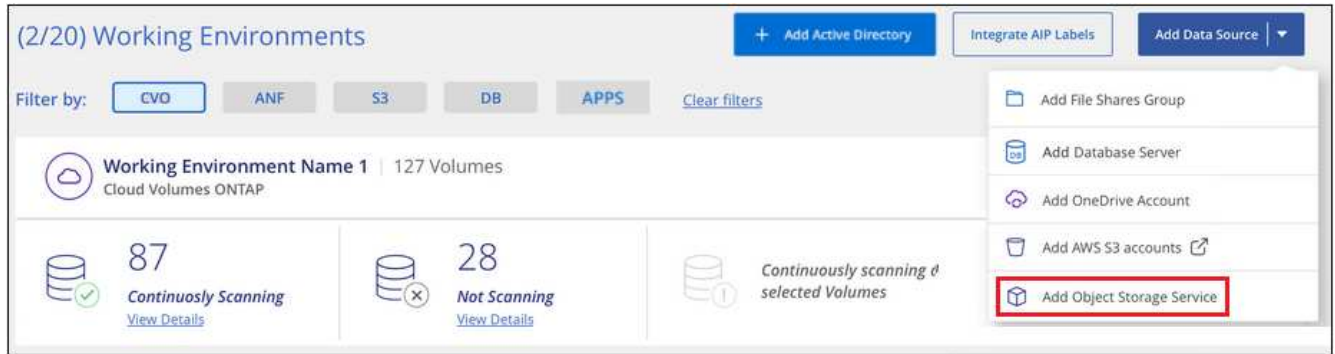 (2/20) Working Environments
+ Add Active Directory
Integrate AIP Labels
Add Data Source
Filter by:
CVO
ANF
S3
DB
APPS
Clear filters
Working Environment Name 1 | 127 Volumes
Cloud Volumes ONTAP
87
Continuosly Scanning
View Details
28
Not Scanning
View Details
Continuously scanning
selected Volumes
Add File Shares Group
DB
Add Database Server
Add OneDrive Account
Add AWS S3 accounts
Add Object Storage Service